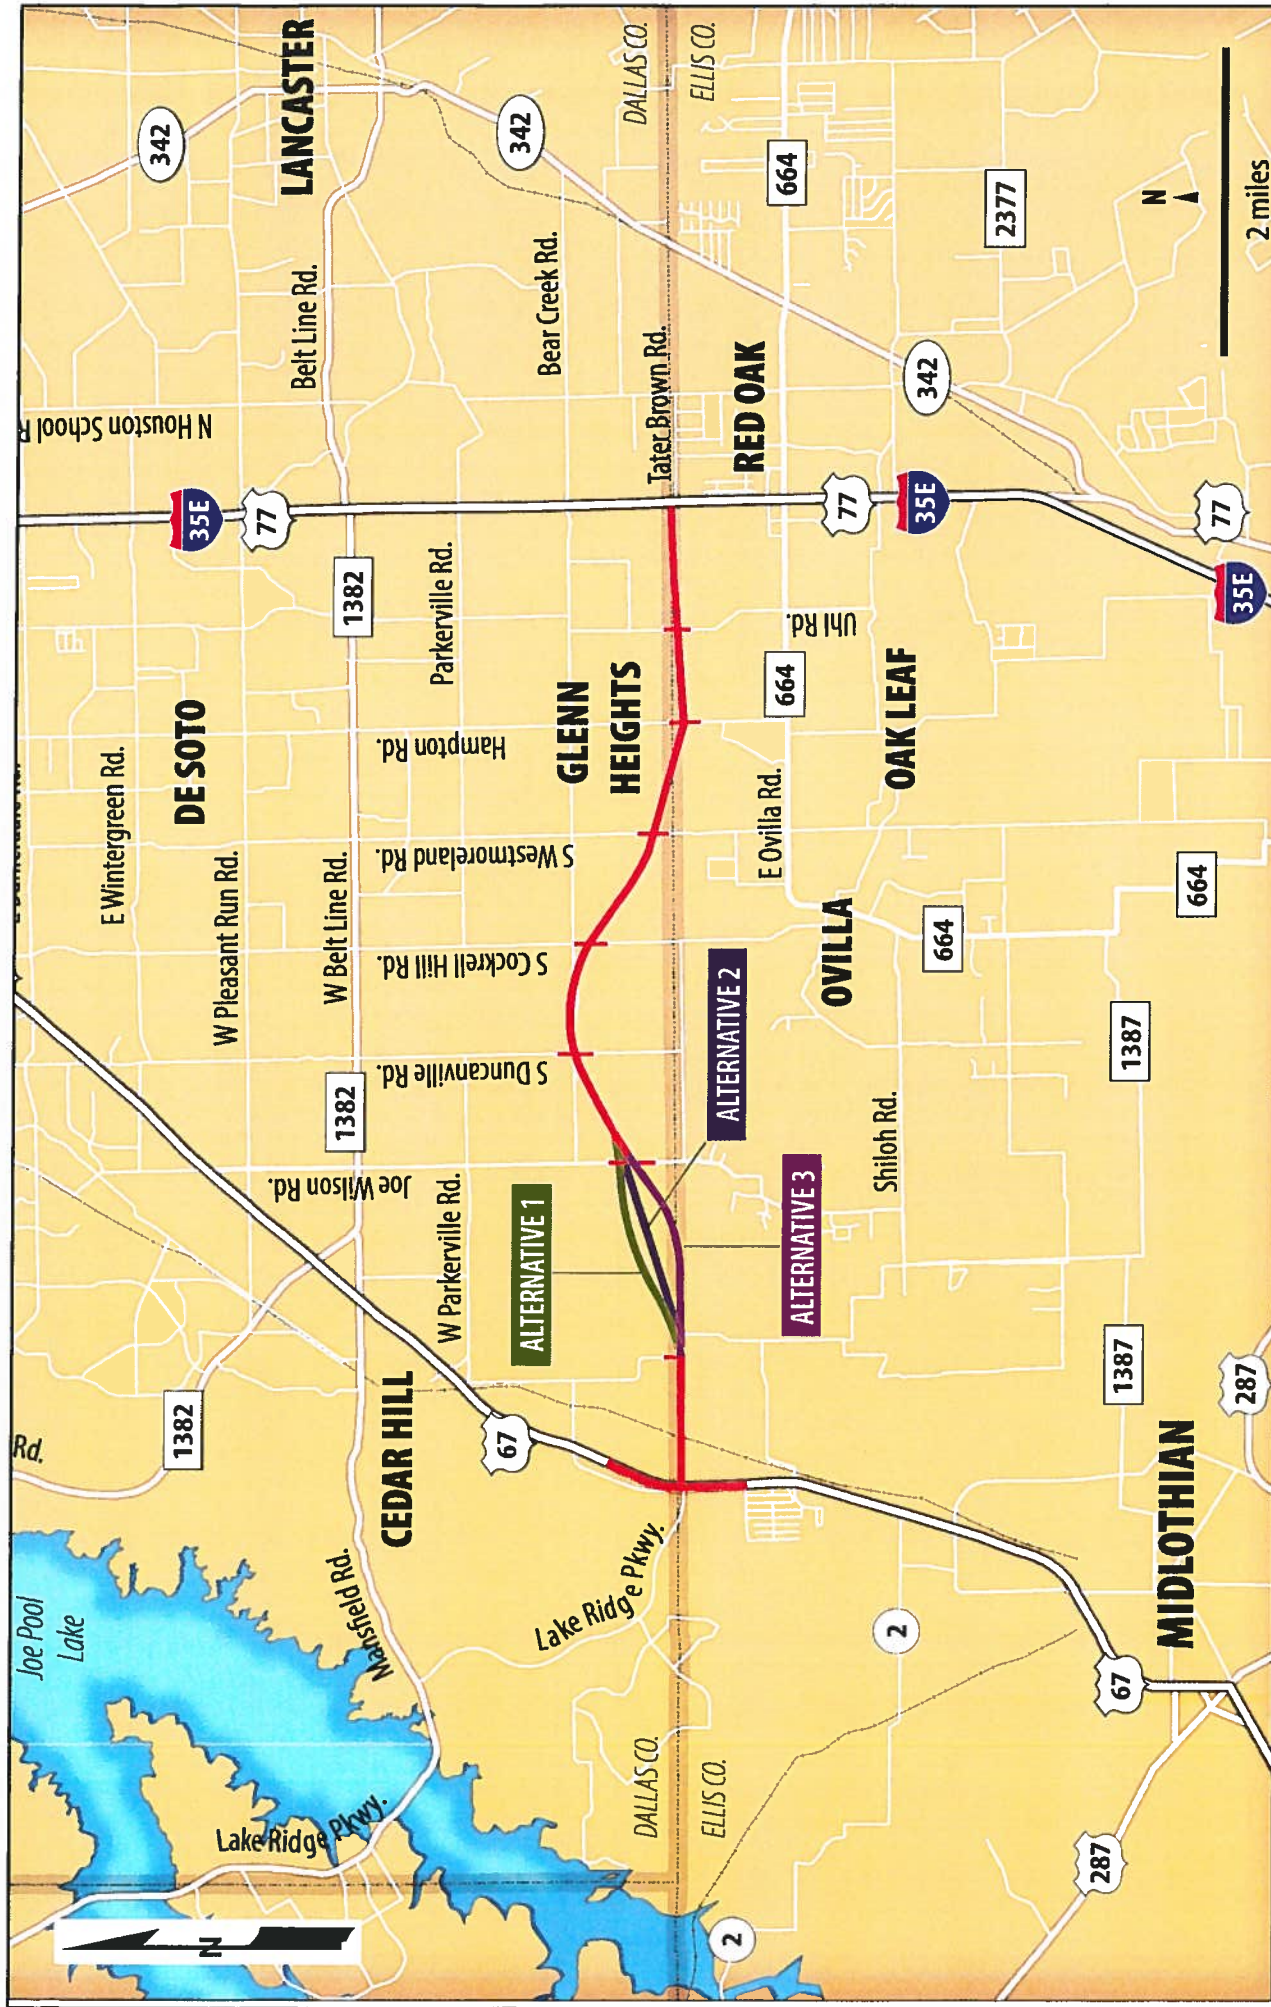 Joe Pool
Lake
Rd.
1382
E Wintergreen Rd.
35E
77
N Houston School R
342
LANCASTER
DE SOTO
W Pleasant Run Rd.
Lake Ridge Pkwy.
Mansfield Rd.
CEDAR HILL
1382
Joe Wilson Rd.
W Belt Line Rd.
1382
Belt Line Rd.
W Parkerville Rd.
Parkerville Rd.
Hampton Rd.
S Westmoreland Rd.
S Cockrell Hill Rd.
S Duncanville Rd.
67
ALTERNATIVE 1
GLENN
HEIGHTS
Bear Creek Rd.
342
Lake Ridge Pkwy.
DALLAS CO.
ELLIS CO.
Tater Brown Rd.
DALLAS CO.
ELLIS CO.
ALTERNATIVE 2
ALTERNATIVE 3
E Ovilla Rd.
664
Uhl Rd.
77
RED OAK
664
2
2
OVILLA
OAK LEAF
35E
342
2377
Shiloh Rd.
664
1387
1387
664
67
287
MIDLOTHIAN
287
35E
77
N
N
2 miles